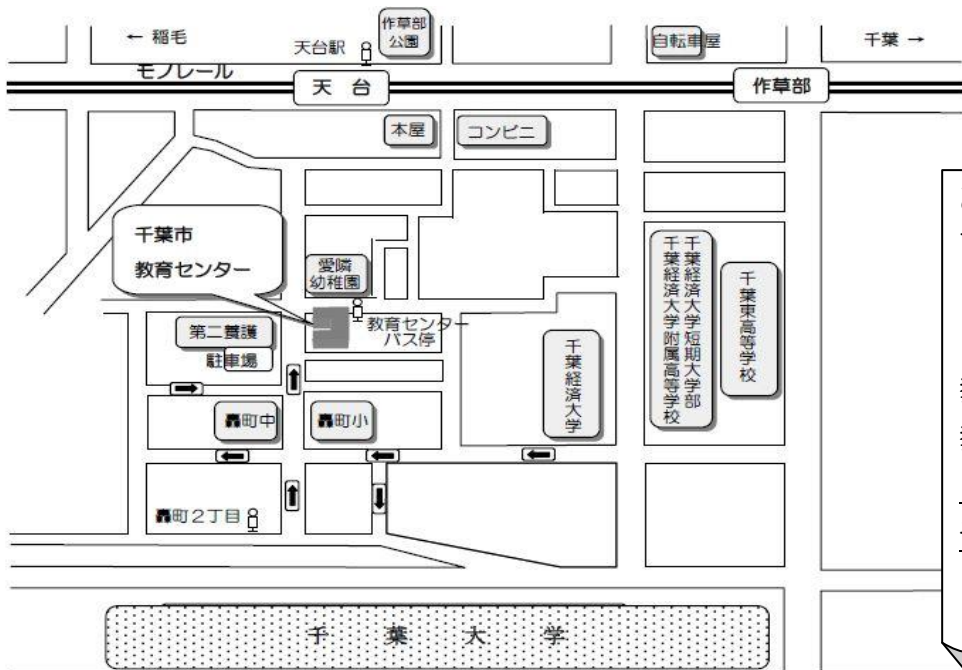 ← 稲毛
天台駅
作草部
公園
自転車屋
千葉 →
モノレール
天 台
作草部
本屋
コンビニ
千葉市
教育センター
愛隣
幼稚園
教育センター
バス停
第二養護
駐車場
轟町中
轟町小
千葉経済大学
千葉経済大学短期大学部
千葉経済大学附属高等学校
千葉東高等学校
轟町2丁目
千 葉 大 学